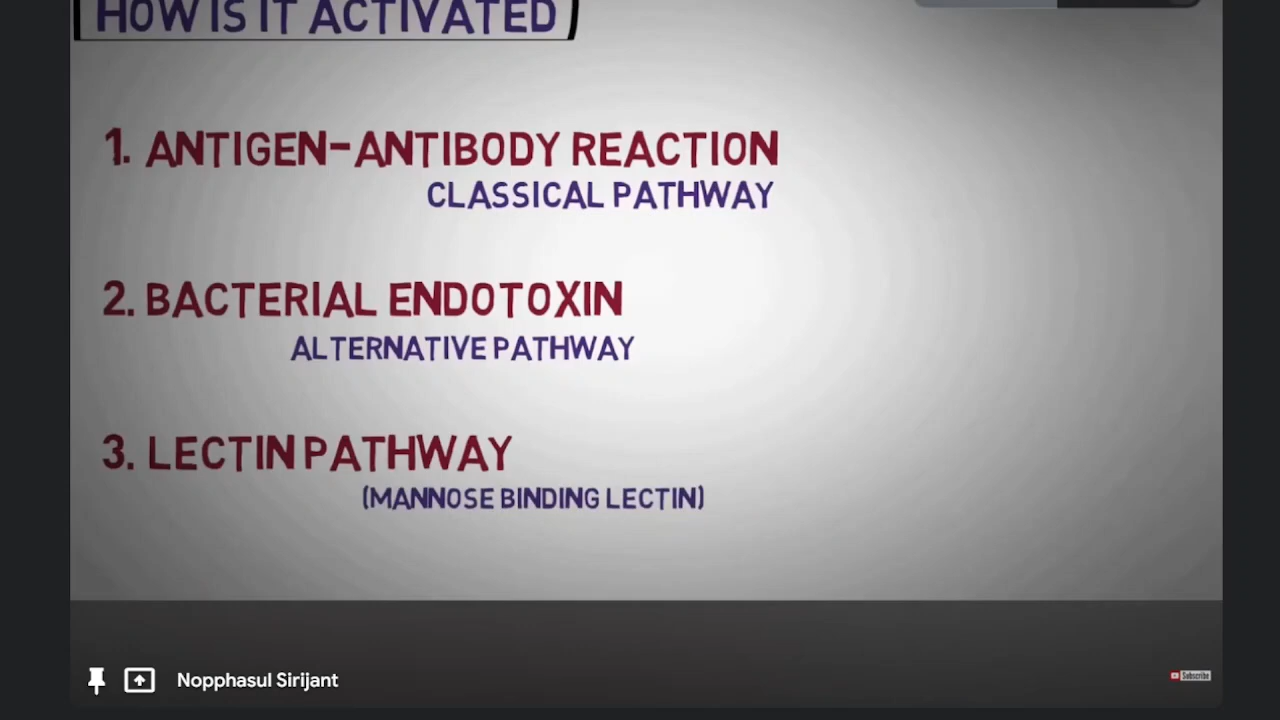 HOW IS IT ACTIVATED
1. ANTIGEN-ANTIBODY REACTION
CLASSICAL PATHWAY
2. BACTERIAL ENDOTOXIN
ALTERNATIVE PATHWAY
3. LECTIN PATHWAY
(MANNOSE BINDING LECTIN)
Nopphasul Sirijant
Subscribe